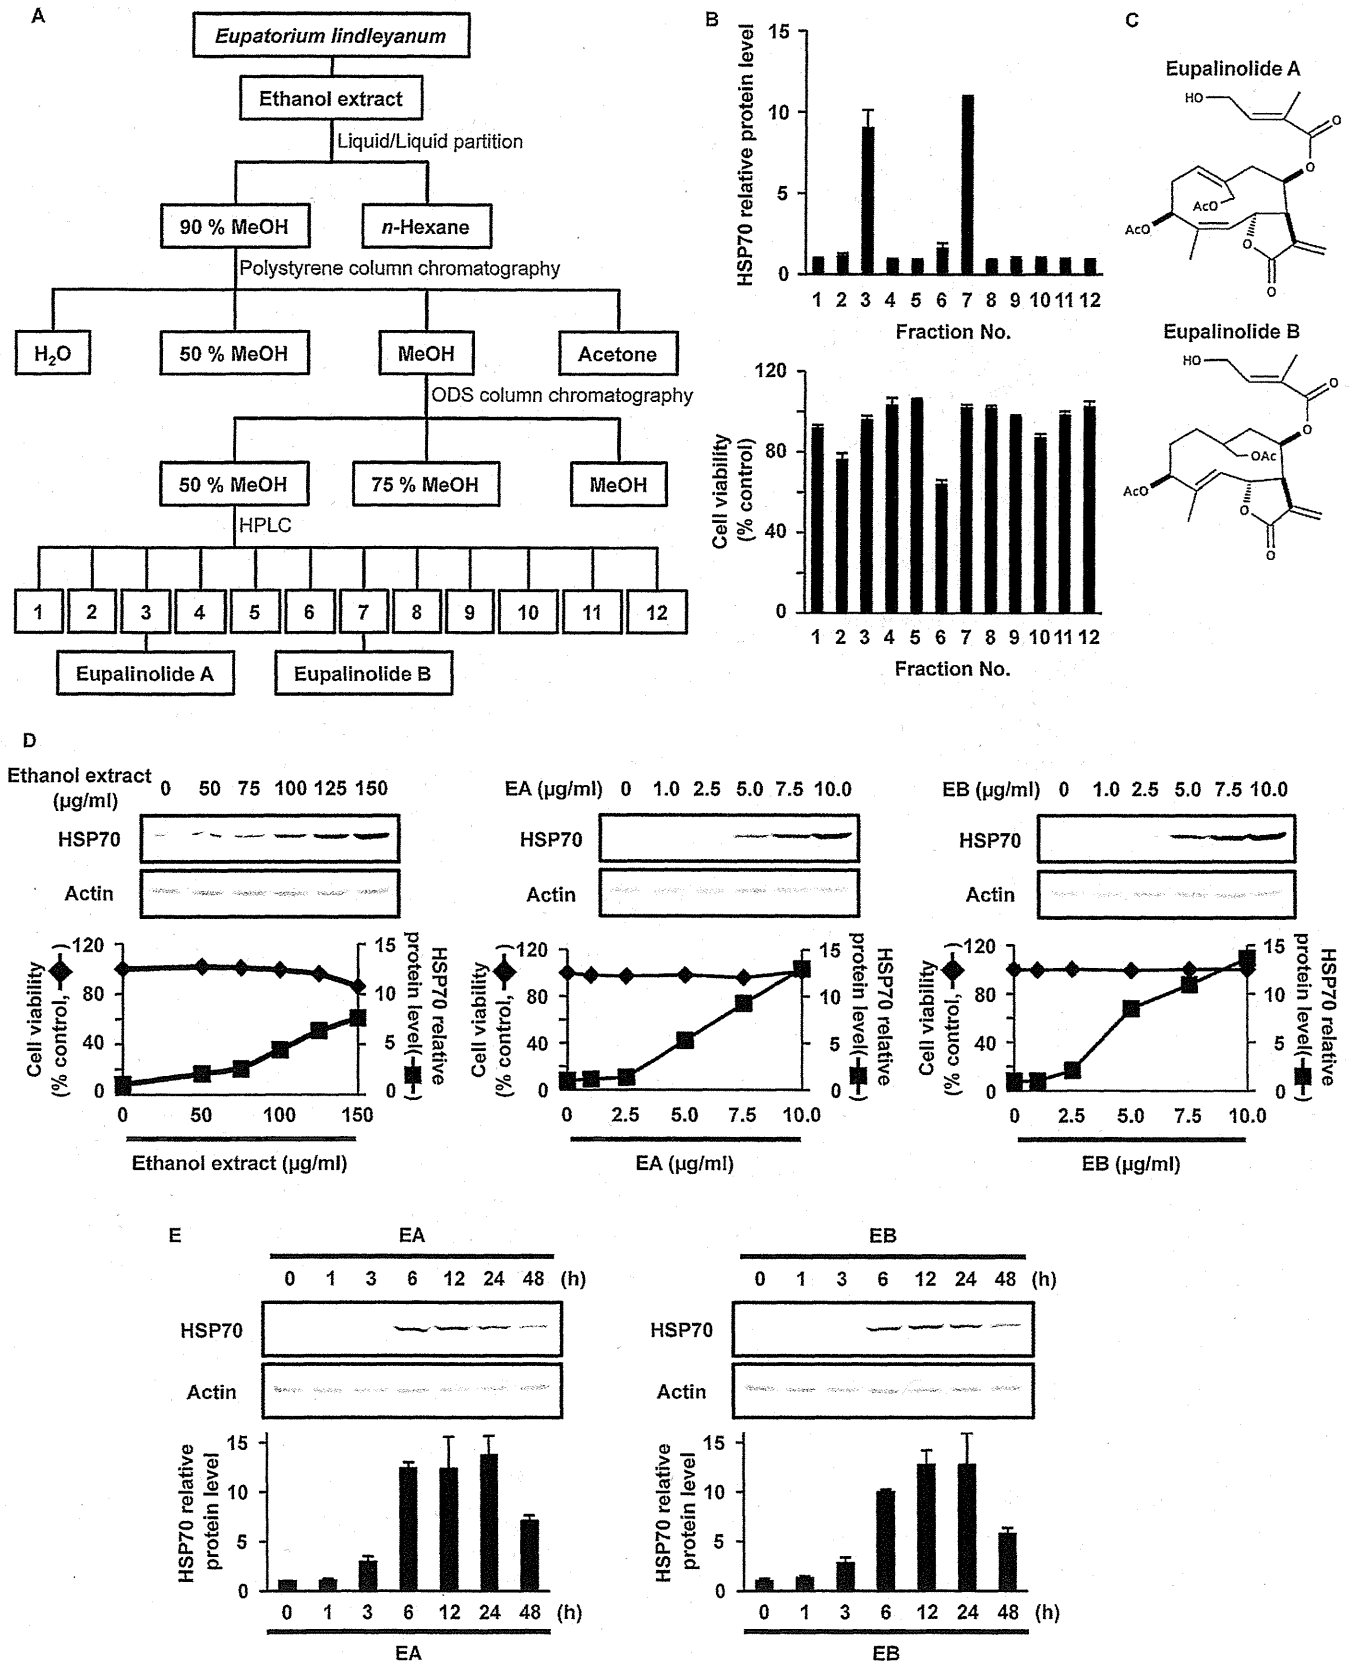 A
Eupatorium lindleyanum
Ethanol extract
Liquid/Liquid partition
90 % MeOH
n-Hexane
Polystyrene column chromatography
H₂O
50 % MeOH
MeOH
Acetone
ODS column chromatography
50 % MeOH
75 % MeOH
MeOH
HPLC
1 2 3 4 5 6 7 8 9 10 11 12
Eupalinolide A
Eupalinolide B
B
HSP70 relative protein level
15
10
5
0
1 2 3 4 5 6 7 8 9 10 11 12
Fraction No.
Cell viability
(% control)
120
80
40
0
1 2 3 4 5 6 7 8 9 10 11 12
Fraction No.
C
Eupalinolide A
HO
O
O
AcO
AcO
O
O
Eupalinolide B
HO
O
O
OAc
AcO
O
O
D
Ethanol extract
(µg/ml)
0 50 75 100 125 150
HSP70
Actin
Cell viability
(% control, )
120
80
40
0
15
10
5
0
HSP70 relative
protein level( )
0 50 100 150
Ethanol extract (µg/ml)
EA (µg/ml) 0 1.0 2.5 5.0 7.5 10.0
HSP70
Actin
Cell viability
(% control, )
120
80
40
0
15
10
5
0
HSP70 relative
protein level( )
0 2.5 5.0 7.5 10.0
EA (µg/ml)
EB (µg/ml) 0 1.0 2.5 5.0 7.5 10.0
HSP70
Actin
Cell viability
(% control, )
120
80
40
0
15
10
5
0
HSP70 relative
protein level( )
0 2.5 5.0 7.5 10.0
EB (µg/ml)
E
EA
0 1 3 6 12 24 48 (h)
HSP70
Actin
HSP70 relative
protein level
15
10
5
0
0 1 3 6 12 24 48 (h)
EA
EB
0 1 3 6 12 24 48 (h)
HSP70
Actin
HSP70 relative
protein level
15
10
5
0
0 1 3 6 12 24 48 (h)
EB